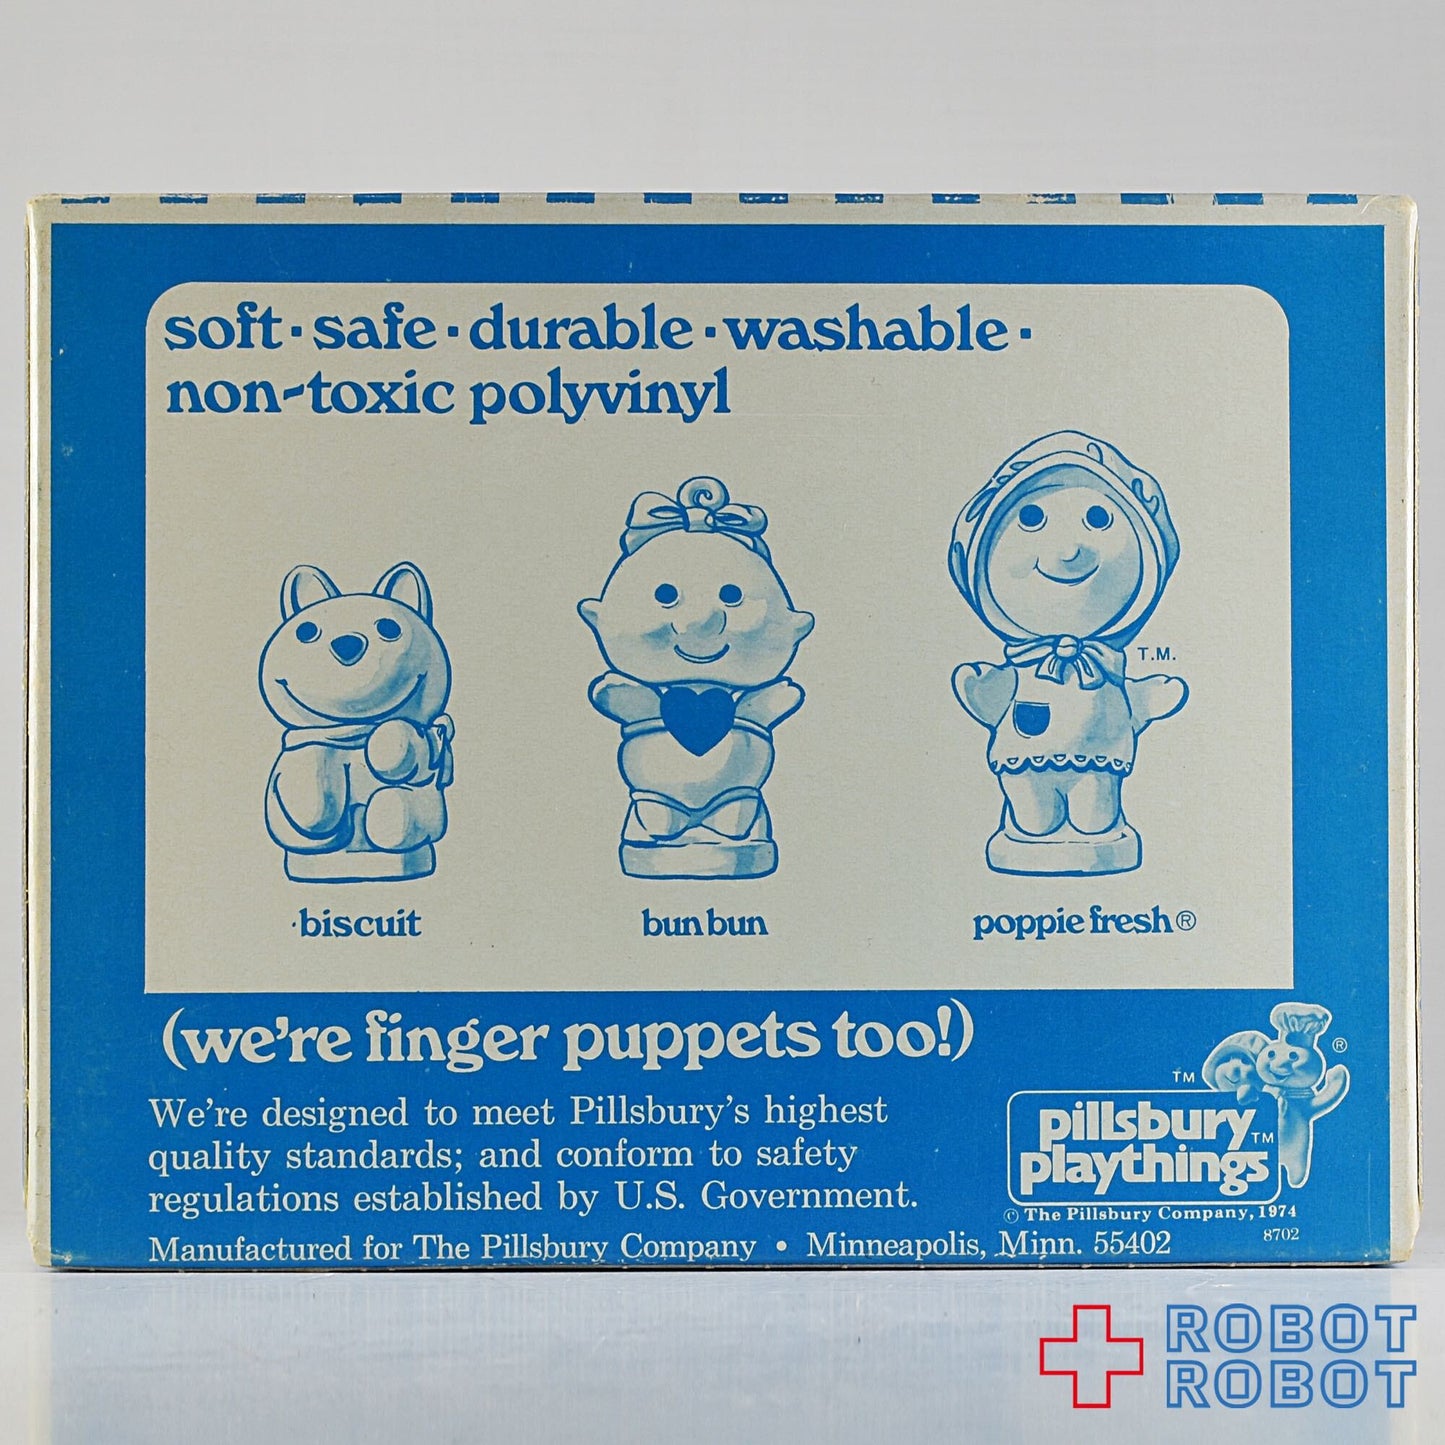 soft · safe · durable · washable ·
non-toxic polyvinyl
T.M.
biscuit
bun bun
poppie fresh®
(we're finger puppets too!)
We're designed to meet Pillsbury's highest
quality standards; and conform to safety
regulations established by U.S. Government.
Manufactured for The Pillsbury Company • Minneapolis, Minn. 55402
TM
®
pillsbury
playthings™
© The Pillsbury Company, 1974
8702
ROBOT
ROBOT